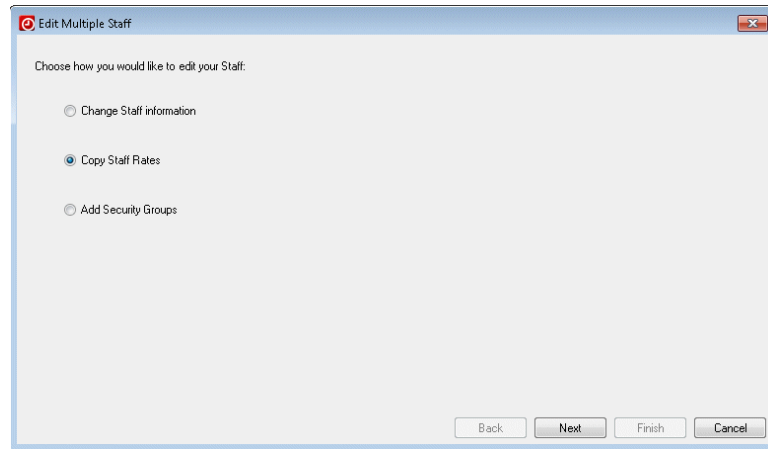 Edit Multiple Staff
Choose how you would like to edit your Staff:
Change Staff information
Copy Staff Rates
Add Security Groups
Back Next Finish Cancel